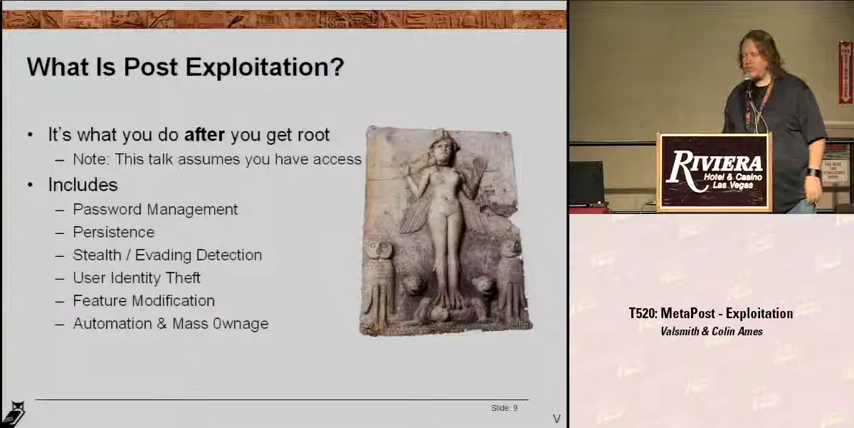 What Is Post Exploitation?
• It's what you do after you get root
– Note: This talk assumes you have access
• Includes
– Password Management
– Persistence
– Stealth / Evading Detection
– User Identity Theft
– Feature Modification
– Automation & Mass 0wnage
Slide: 9
V
RIVIERA
Hotel & Casino
Las Vegas
T520: MetaPost - Exploitation
Valsmith & Colin Ames